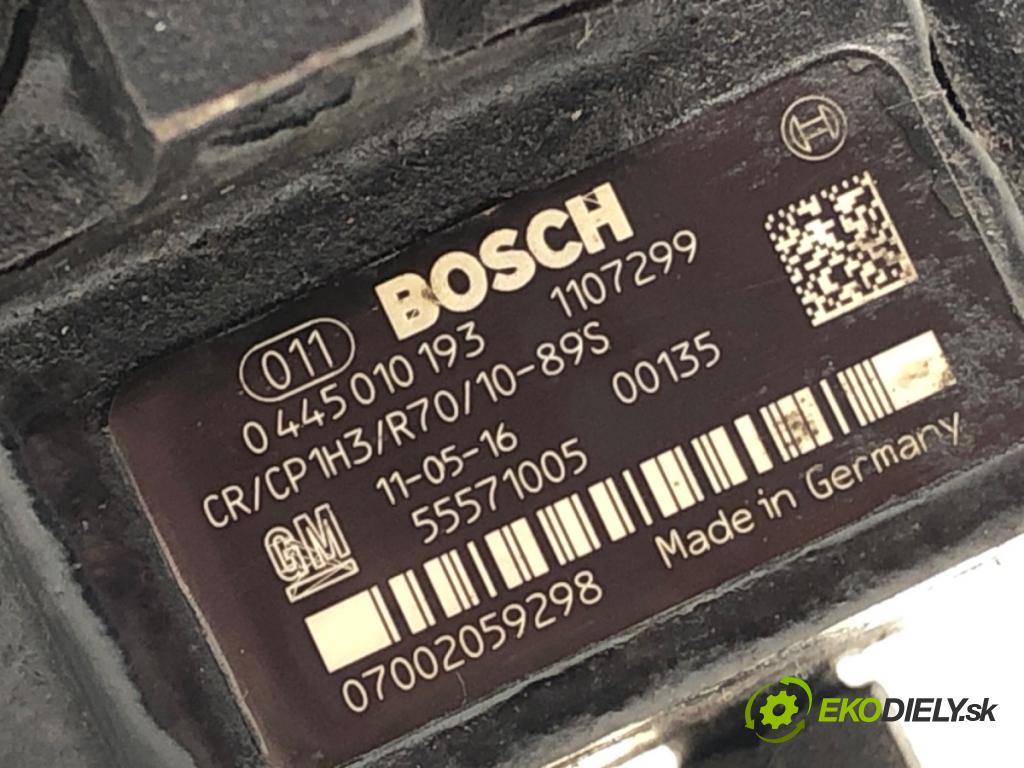 011 BOSCH
0 445 010 193 1107299
CR/CP1H3/R70/10-89S
11-05-16 00135
GM 55571005
07002059298 Made in Germany
EKODIELY.sk